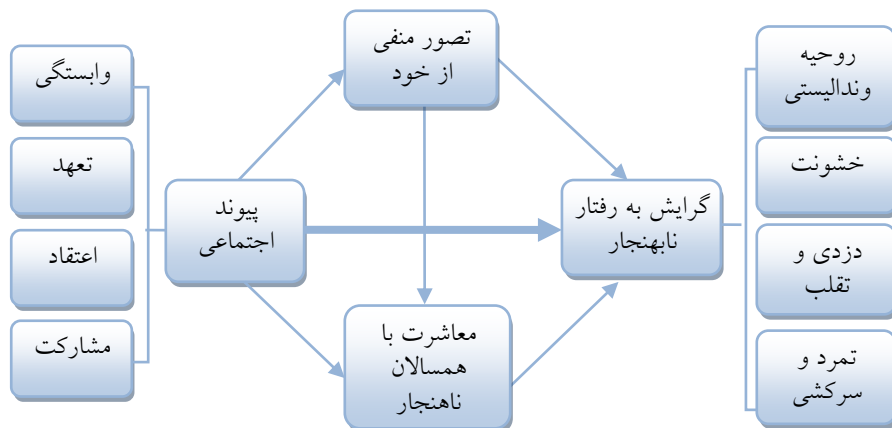 روحیه
وندالیستی
خشونت
دزدی و
تقلب
تمرد و
سرکشی
گرایش به رفتار
نابهنجار
تصور منفی
از خود
معاشرت با
همسالان
ناهنجار
پیوند
اجتماعی
وابستگی
تعهد
اعتقاد
مشارکت